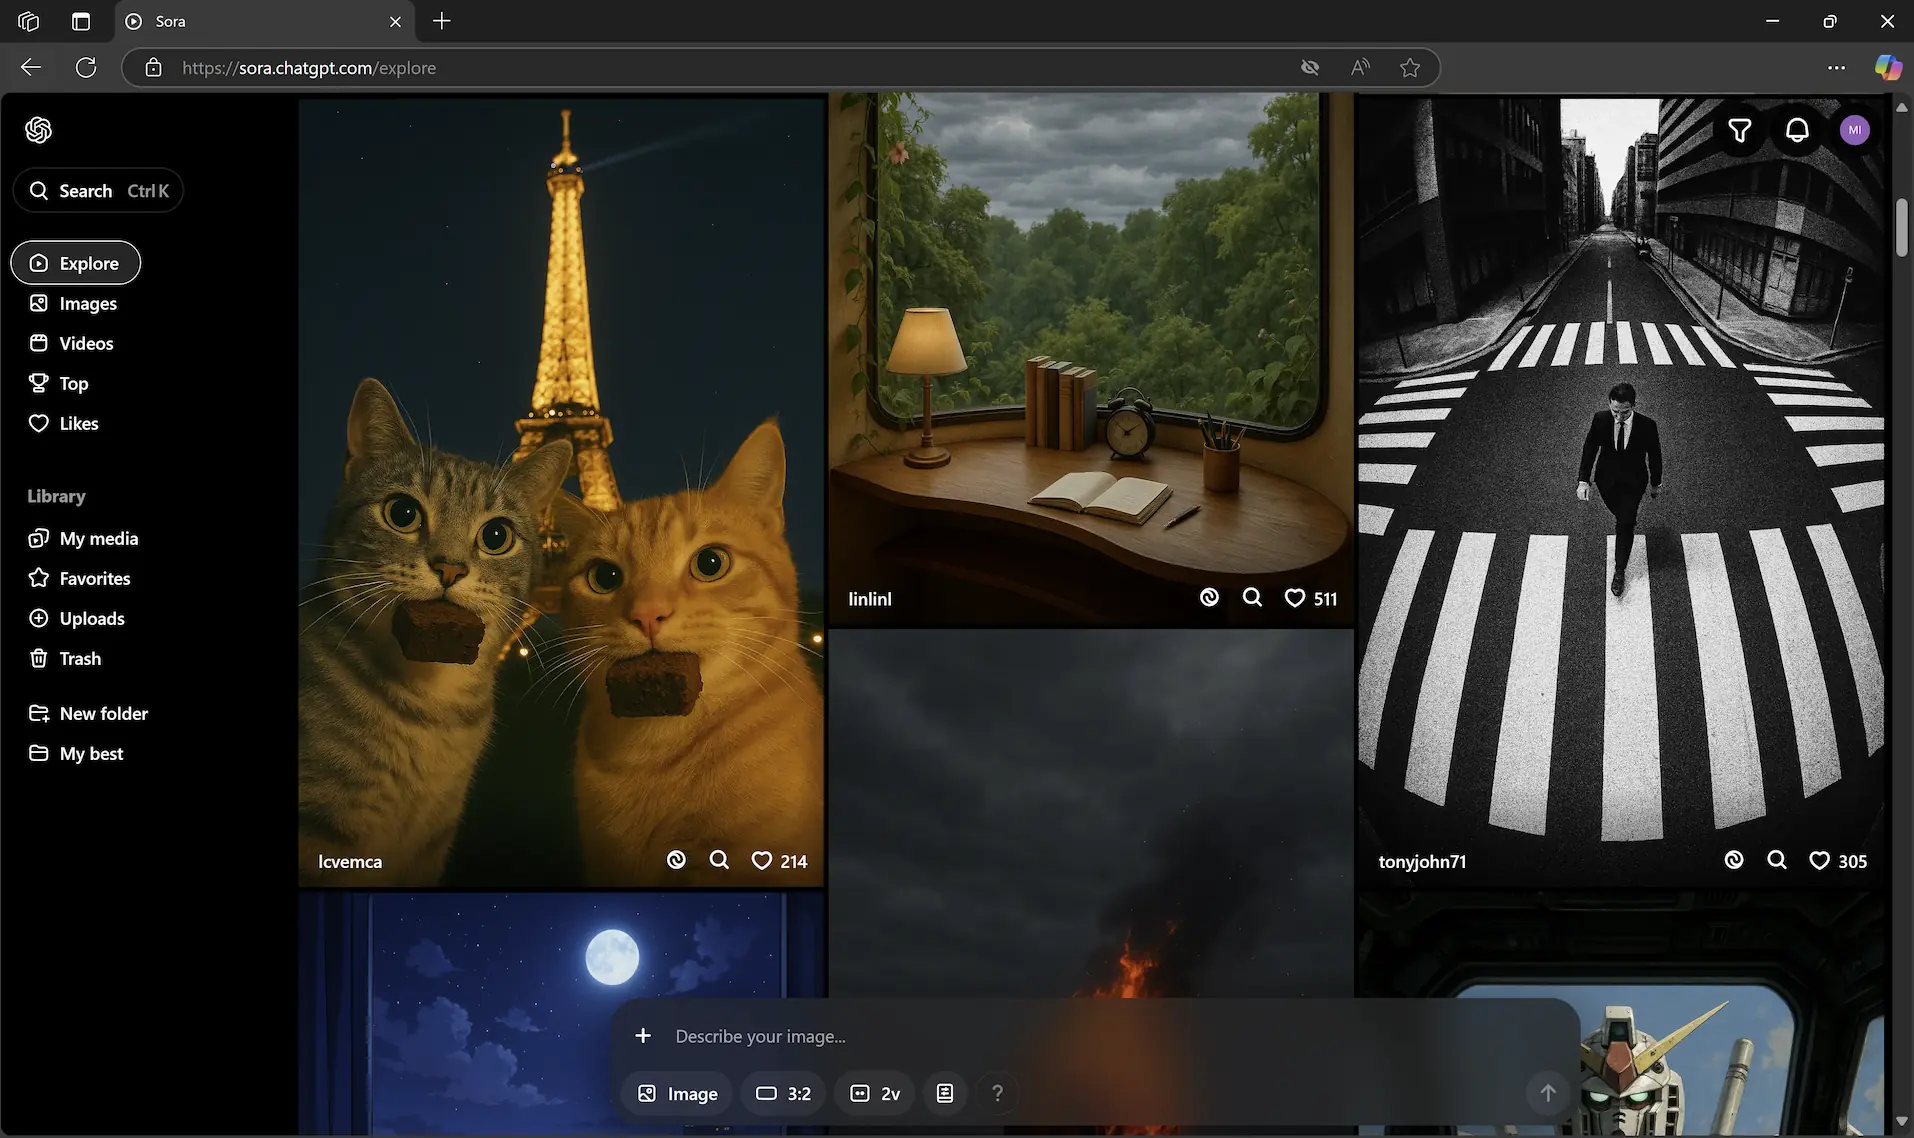 Sora
https://sora.chatgpt.com/explore
MI
Search Ctrl K
Explore
Images
Videos
Top
Likes
Library
My media
Favorites
Uploads
Trash
New folder
My best
linlinl
511
lcvemca
214
tonyjohn71
305
Describe your image...
Image 3:2 2v ?